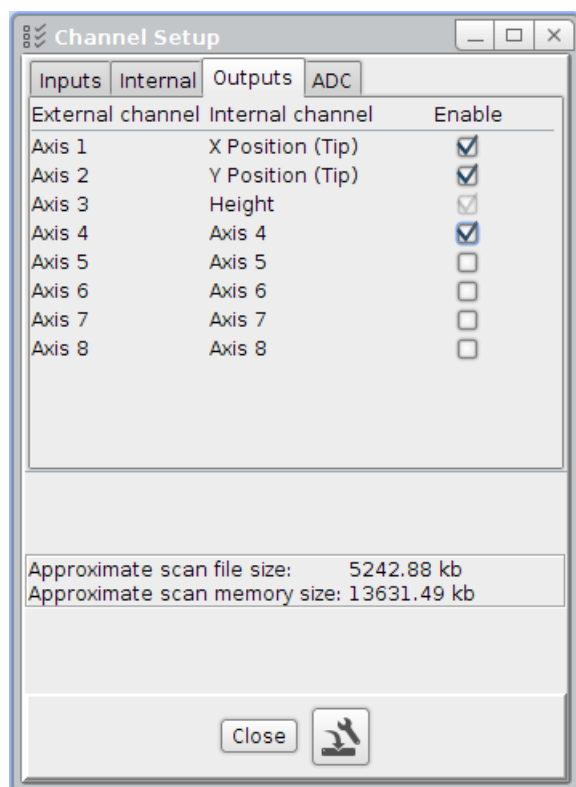 Channel Setup
Inputs Internal Outputs ADC
External channel Internal channel Enable
Axis 1 X Position (Tip)
Axis 2 Y Position (Tip)
Axis 3 Height
Axis 4 Axis 4
Axis 5 Axis 5
Axis 6 Axis 6
Axis 7 Axis 7
Axis 8 Axis 8
Approximate scan file size: 5242.88 kb
Approximate scan memory size: 13631.49 kb
Close